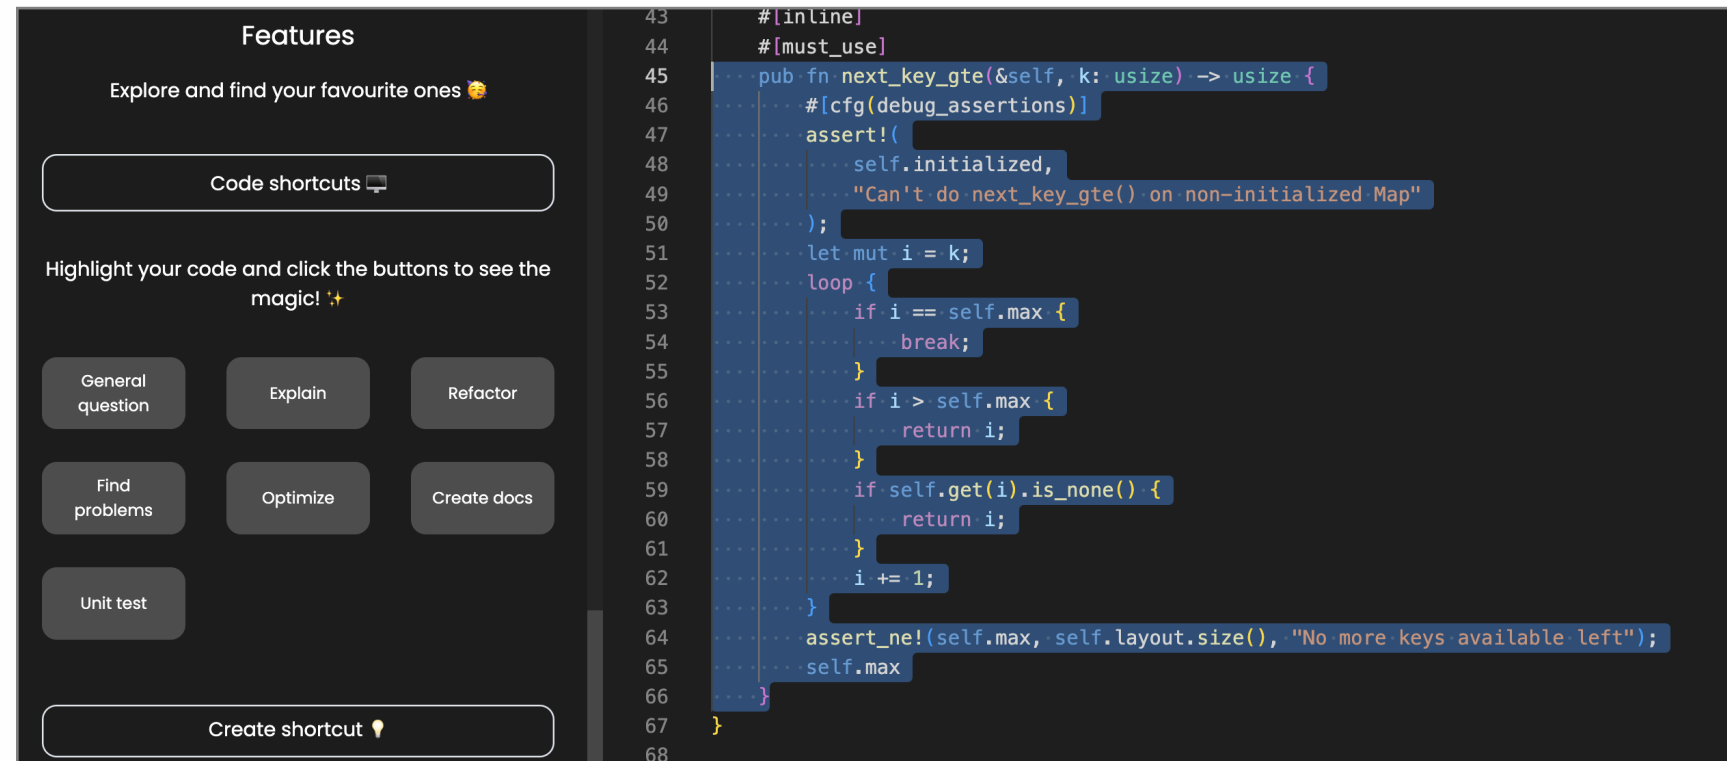 Features
Explore and find your favourite ones 🥳
Code shortcuts 🖥️
Highlight your code and click the buttons to see the
magic! ✨
General
question
Explain
Refactor
Find
problems
Optimize
Create docs
Unit test
Create shortcut 💡
43 #[inline]
44 #[must_use]
45 pub fn next_key_gte(&self, k: usize) -> usize {
46 #[cfg(debug_assertions)]
47 assert!(
48 self.initialized,
49 "Can't do next_key_gte() on non-initialized Map"
50 );
51 let mut i = k;
52 loop {
53 if i == self.max {
54 break;
55 }
56 if i > self.max {
57 return i;
58 }
59 if self.get(i).is_none() {
60 return i;
61 }
62 i += 1;
63 }
64 assert_ne!(self.max, self.layout.size(), "No more keys available left");
65 self.max
66 }
67 }
68